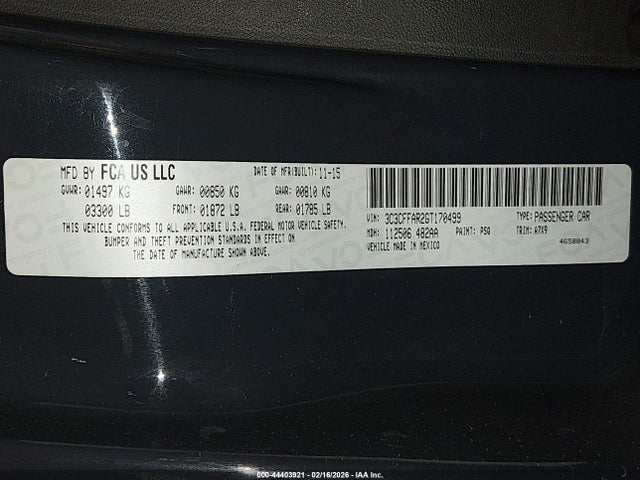 MFD BY FCA US LLC DATE OF MFR(BUILT): 11-15
GVWR: 01497 KG GAWR: 00850 KG GAWR: 00810 KG
03300 LB FRONT: 01872 LB REAR: 01785 LB
THIS VEHICLE CONFORMS TO ALL APPLICABLE U.S.A. FEDERAL MOTOR VEHICLE SAFETY,
BUMPER AND THEFT PREVENTION STANDARDS IN EFFECT ON
THE DATE OF MANUFACTURE SHOWN ABOVE.
VIN: 3C3CFFAR2GT170499 TYPE: PASSENGER CAR
MDH: 112506 482AA PAINT: PSQ TRIM: A7X9
VEHICLE MADE IN MEXICO 4658843
000-44403921 - 02/16/2026 - IAA Inc.